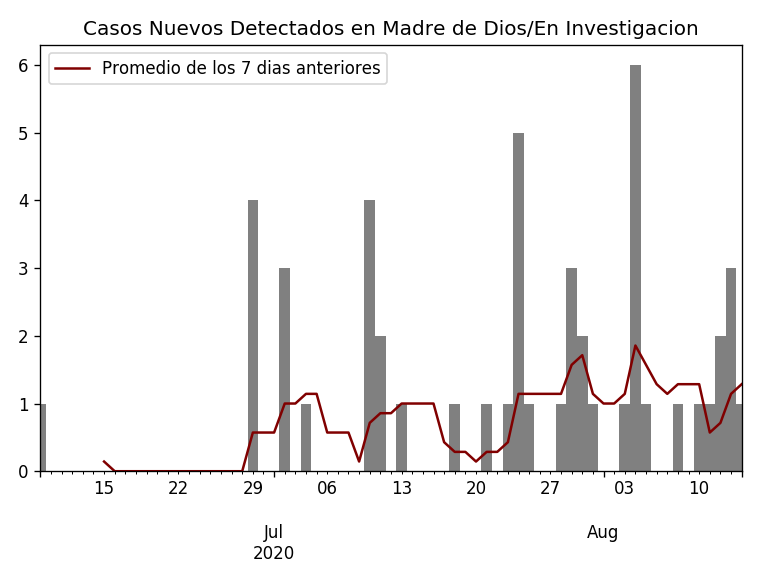 Casos Nuevos Detectados en Madre de Dios/En Investigacion
Promedio de los 7 dias anteriores
6
5
4
3
2
1
0
15 22 29 06 13 20 27 03 10
Jul Aug
2020